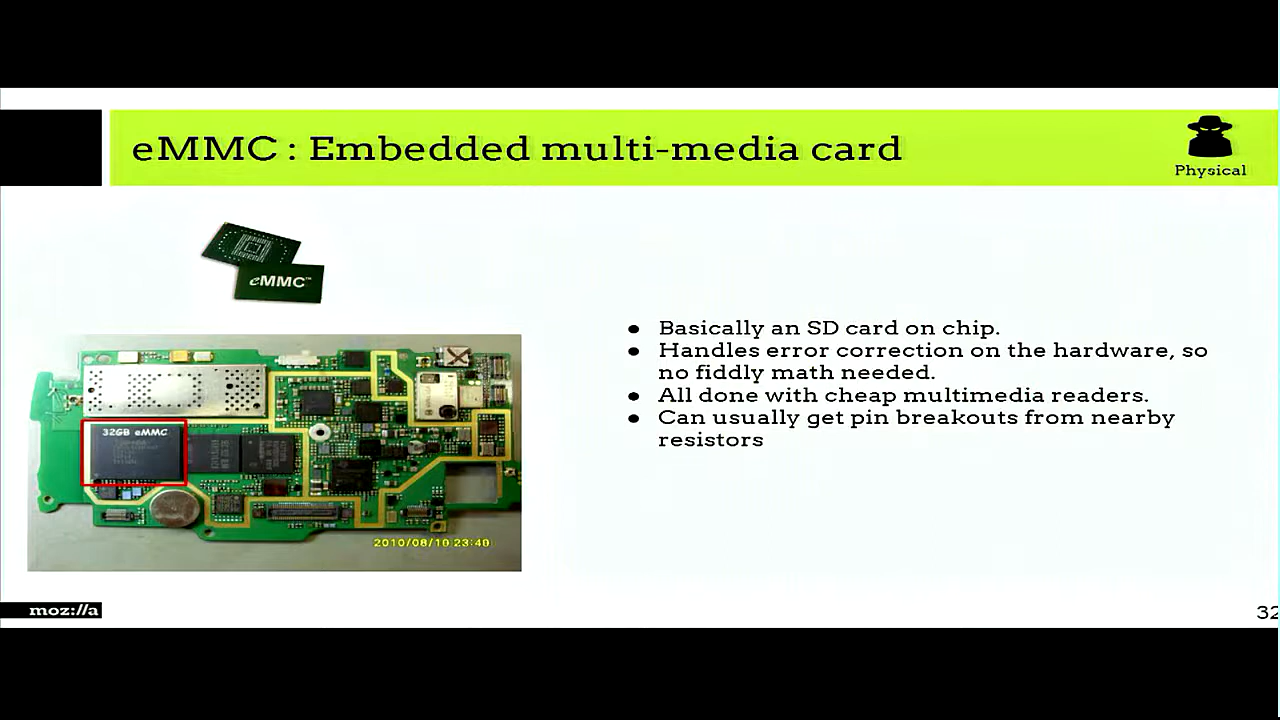 eMMC : Embedded multi-media card
Physical
eMMC™
● Basically an SD card on chip.
● Handles error correction on the hardware, so
no fiddly math needed.
● All done with cheap multimedia readers.
● Can usually get pin breakouts from nearby
resistors
32GB eMMC
2010/08/10 23:40
moz://a
32